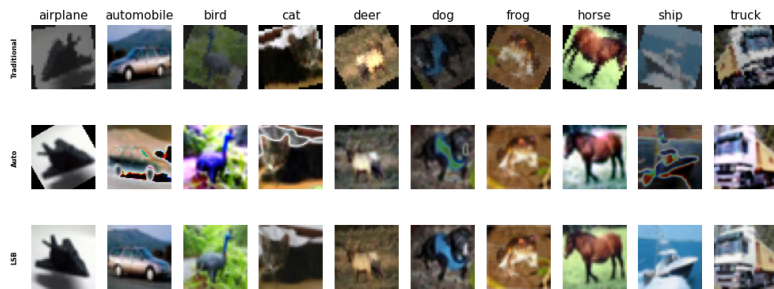 airplane automobile bird cat deer dog frog horse ship truck
Traditional
Auto
LSB